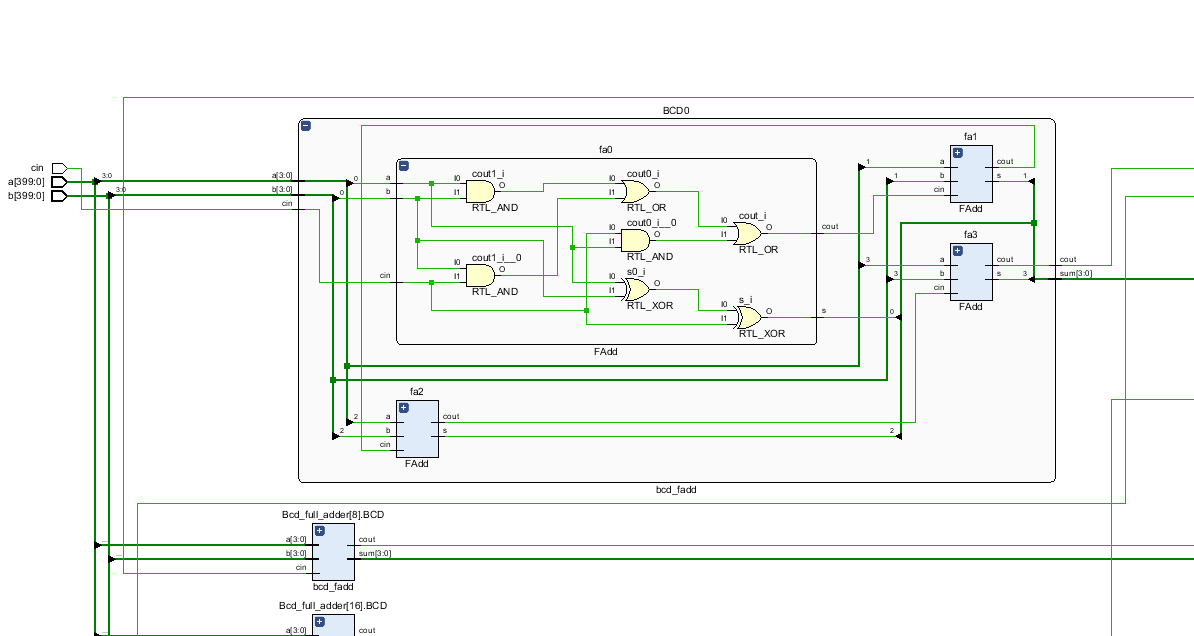 BCD0
fa1
fa0
cin
a[399:0]
b[399:0]
3:0
3:0
a[3:0]
b[3:0]
cin
0
0
a
b
cin
cout1_i
I0
I1
O
RTL_AND
cout0_i
I0
I1
O
RTL_OR
cout0_i__0
I0
I1
O
RTL_AND
cout_i
I0
I1
O
RTL_OR
cout1_i__0
I0
I1
O
RTL_AND
s0_i
I0
I1
O
RTL_XOR
s_i
I0
I1
O
RTL_XOR
cout
s
FAdd
1
1
a
b
cin
cout
s
1
FAdd
fa3
3
3
a
b
cin
cout
s
3
FAdd
cout
sum[3:0]
0
fa2
2
2
a
b
cin
cout
s
2
FAdd
bcd_fadd
Bcd_full_adder[8].BCD
a[3:0]
b[3:0]
cin
cout
sum[3:0]
bcd_fadd
Bcd_full_adder[16].BCD
a[3:0]
cout